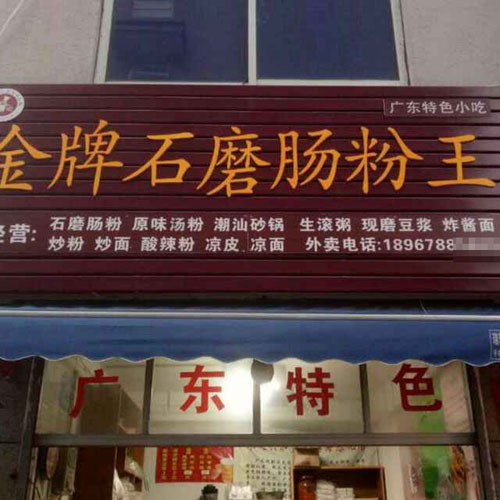 广东特色小吃
金牌石磨肠粉王
经营: 石磨肠粉 原味汤粉 潮汕砂锅 生滚粥 现磨豆浆 炸酱面
炒粉 炒面 酸辣粉 凉皮 凉面 外卖电话:1896788
广东特色